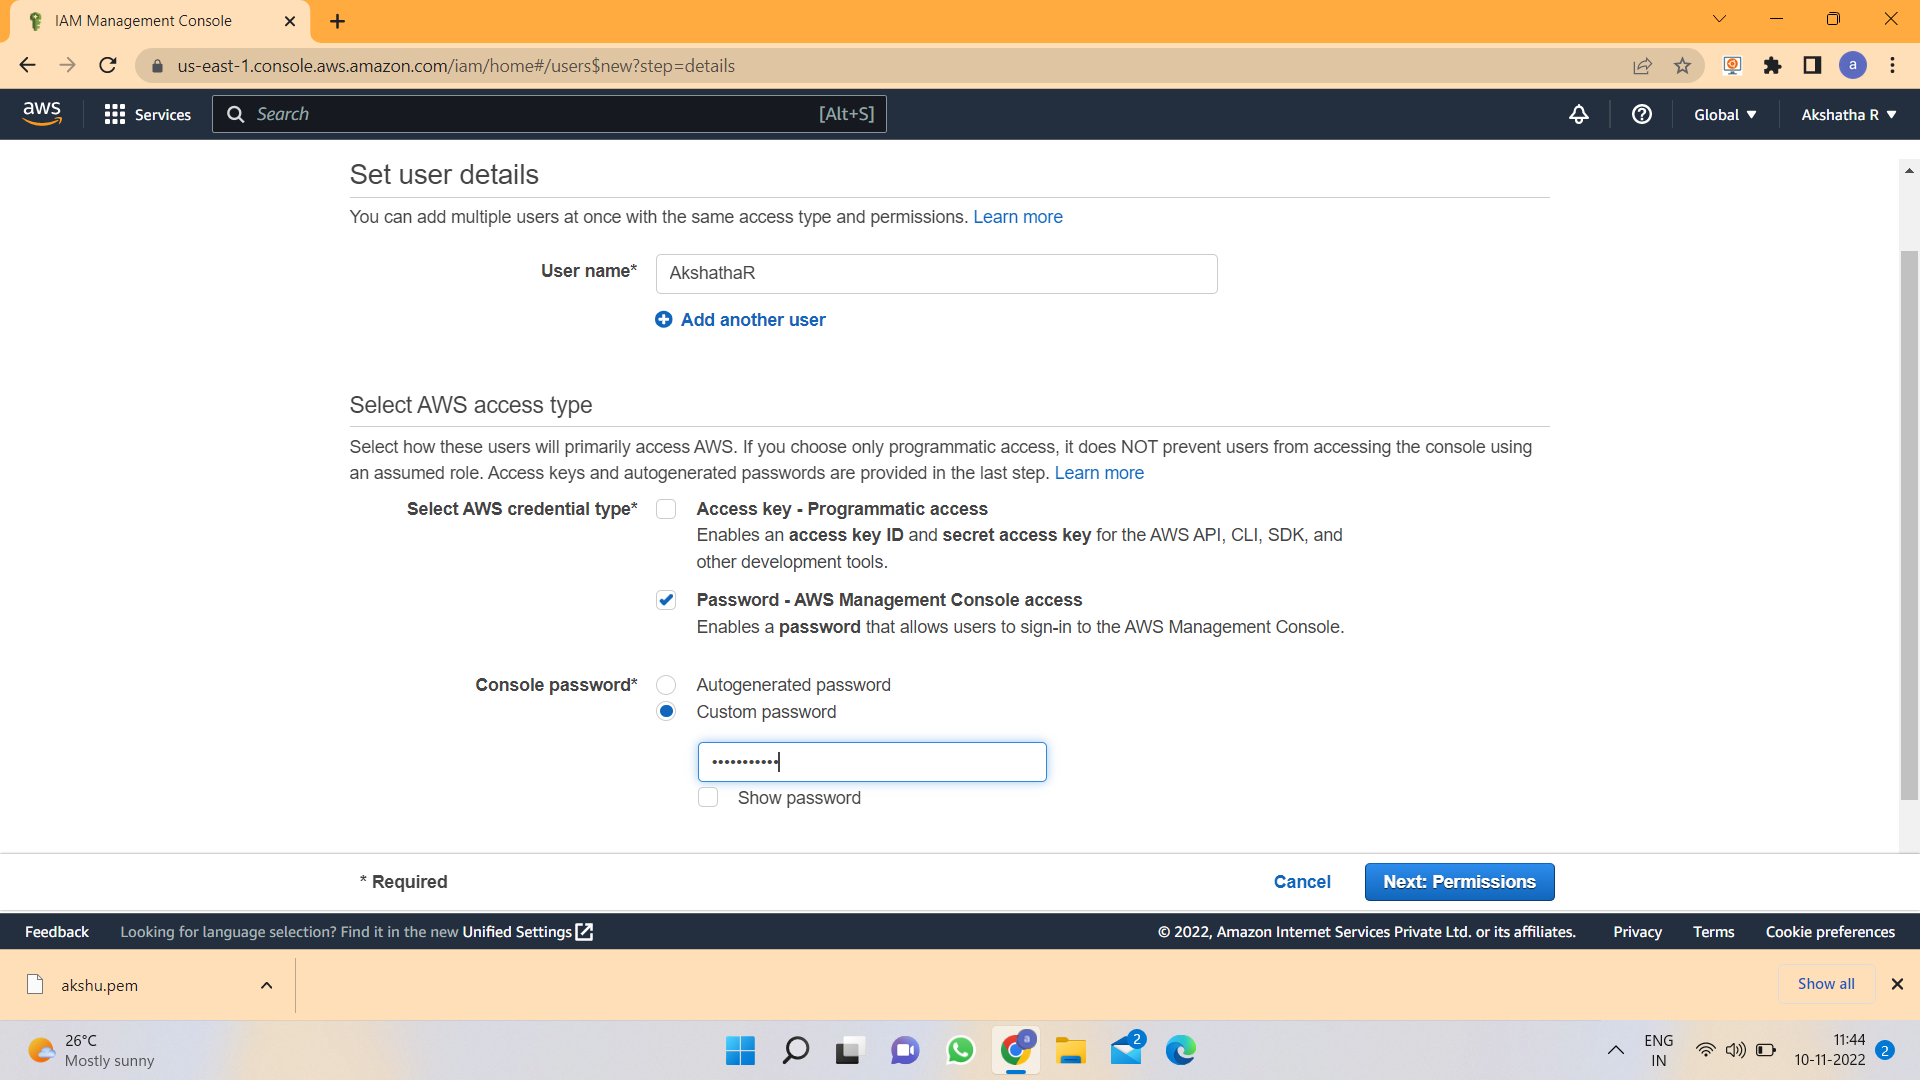 IAM Management Console
us-east-1.console.aws.amazon.com/iam/home#/users$new?step=details
a
aws
Services
Search
[Alt+S]
Global
Akshatha R
Set user details
You can add multiple users at once with the same access type and permissions. Learn more
User name*
AkshathaR
Add another user
Select AWS access type
Select how these users will primarily access AWS. If you choose only programmatic access, it does NOT prevent users from accessing the console using
an assumed role. Access keys and autogenerated passwords are provided in the last step. Learn more
Select AWS credential type*
Access key - Programmatic access
Enables an access key ID and secret access key for the AWS API, CLI, SDK, and
other development tools.
Password - AWS Management Console access
Enables a password that allows users to sign-in to the AWS Management Console.
Console password*
Autogenerated password
Custom password
•••••••••••
Show password
* Required
Cancel
Next: Permissions
Feedback
Looking for language selection? Find it in the new Unified Settings
© 2022, Amazon Internet Services Private Ltd. or its affiliates.
Privacy
Terms
Cookie preferences
akshu.pem
Show all
26°C
Mostly sunny
a
2
ENG
IN
11:44
10-11-2022
2